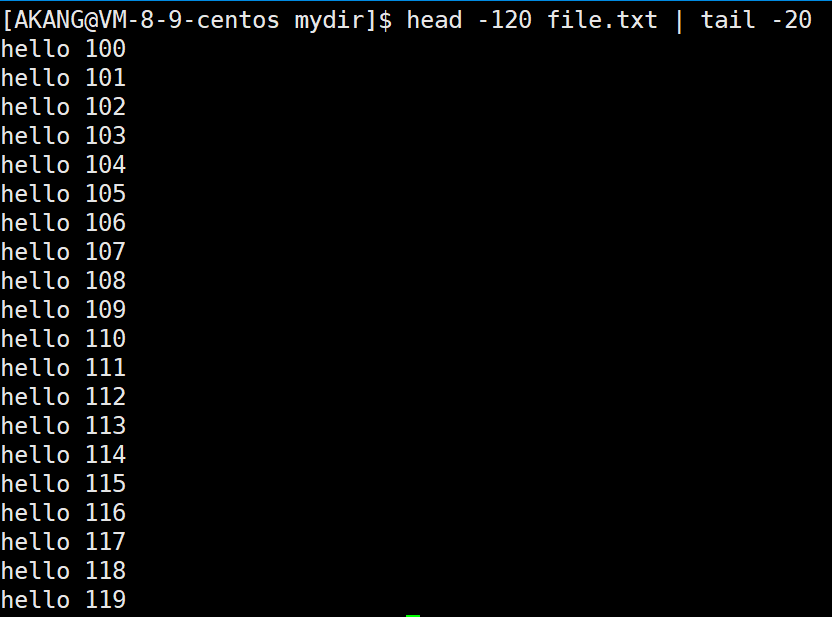 [AKANG@VM-8-9-centos mydir]$ head -120 file.txt | tail -20
hello 100
hello 101
hello 102
hello 103
hello 104
hello 105
hello 106
hello 107
hello 108
hello 109
hello 110
hello 111
hello 112
hello 113
hello 114
hello 115
hello 116
hello 117
hello 118
hello 119